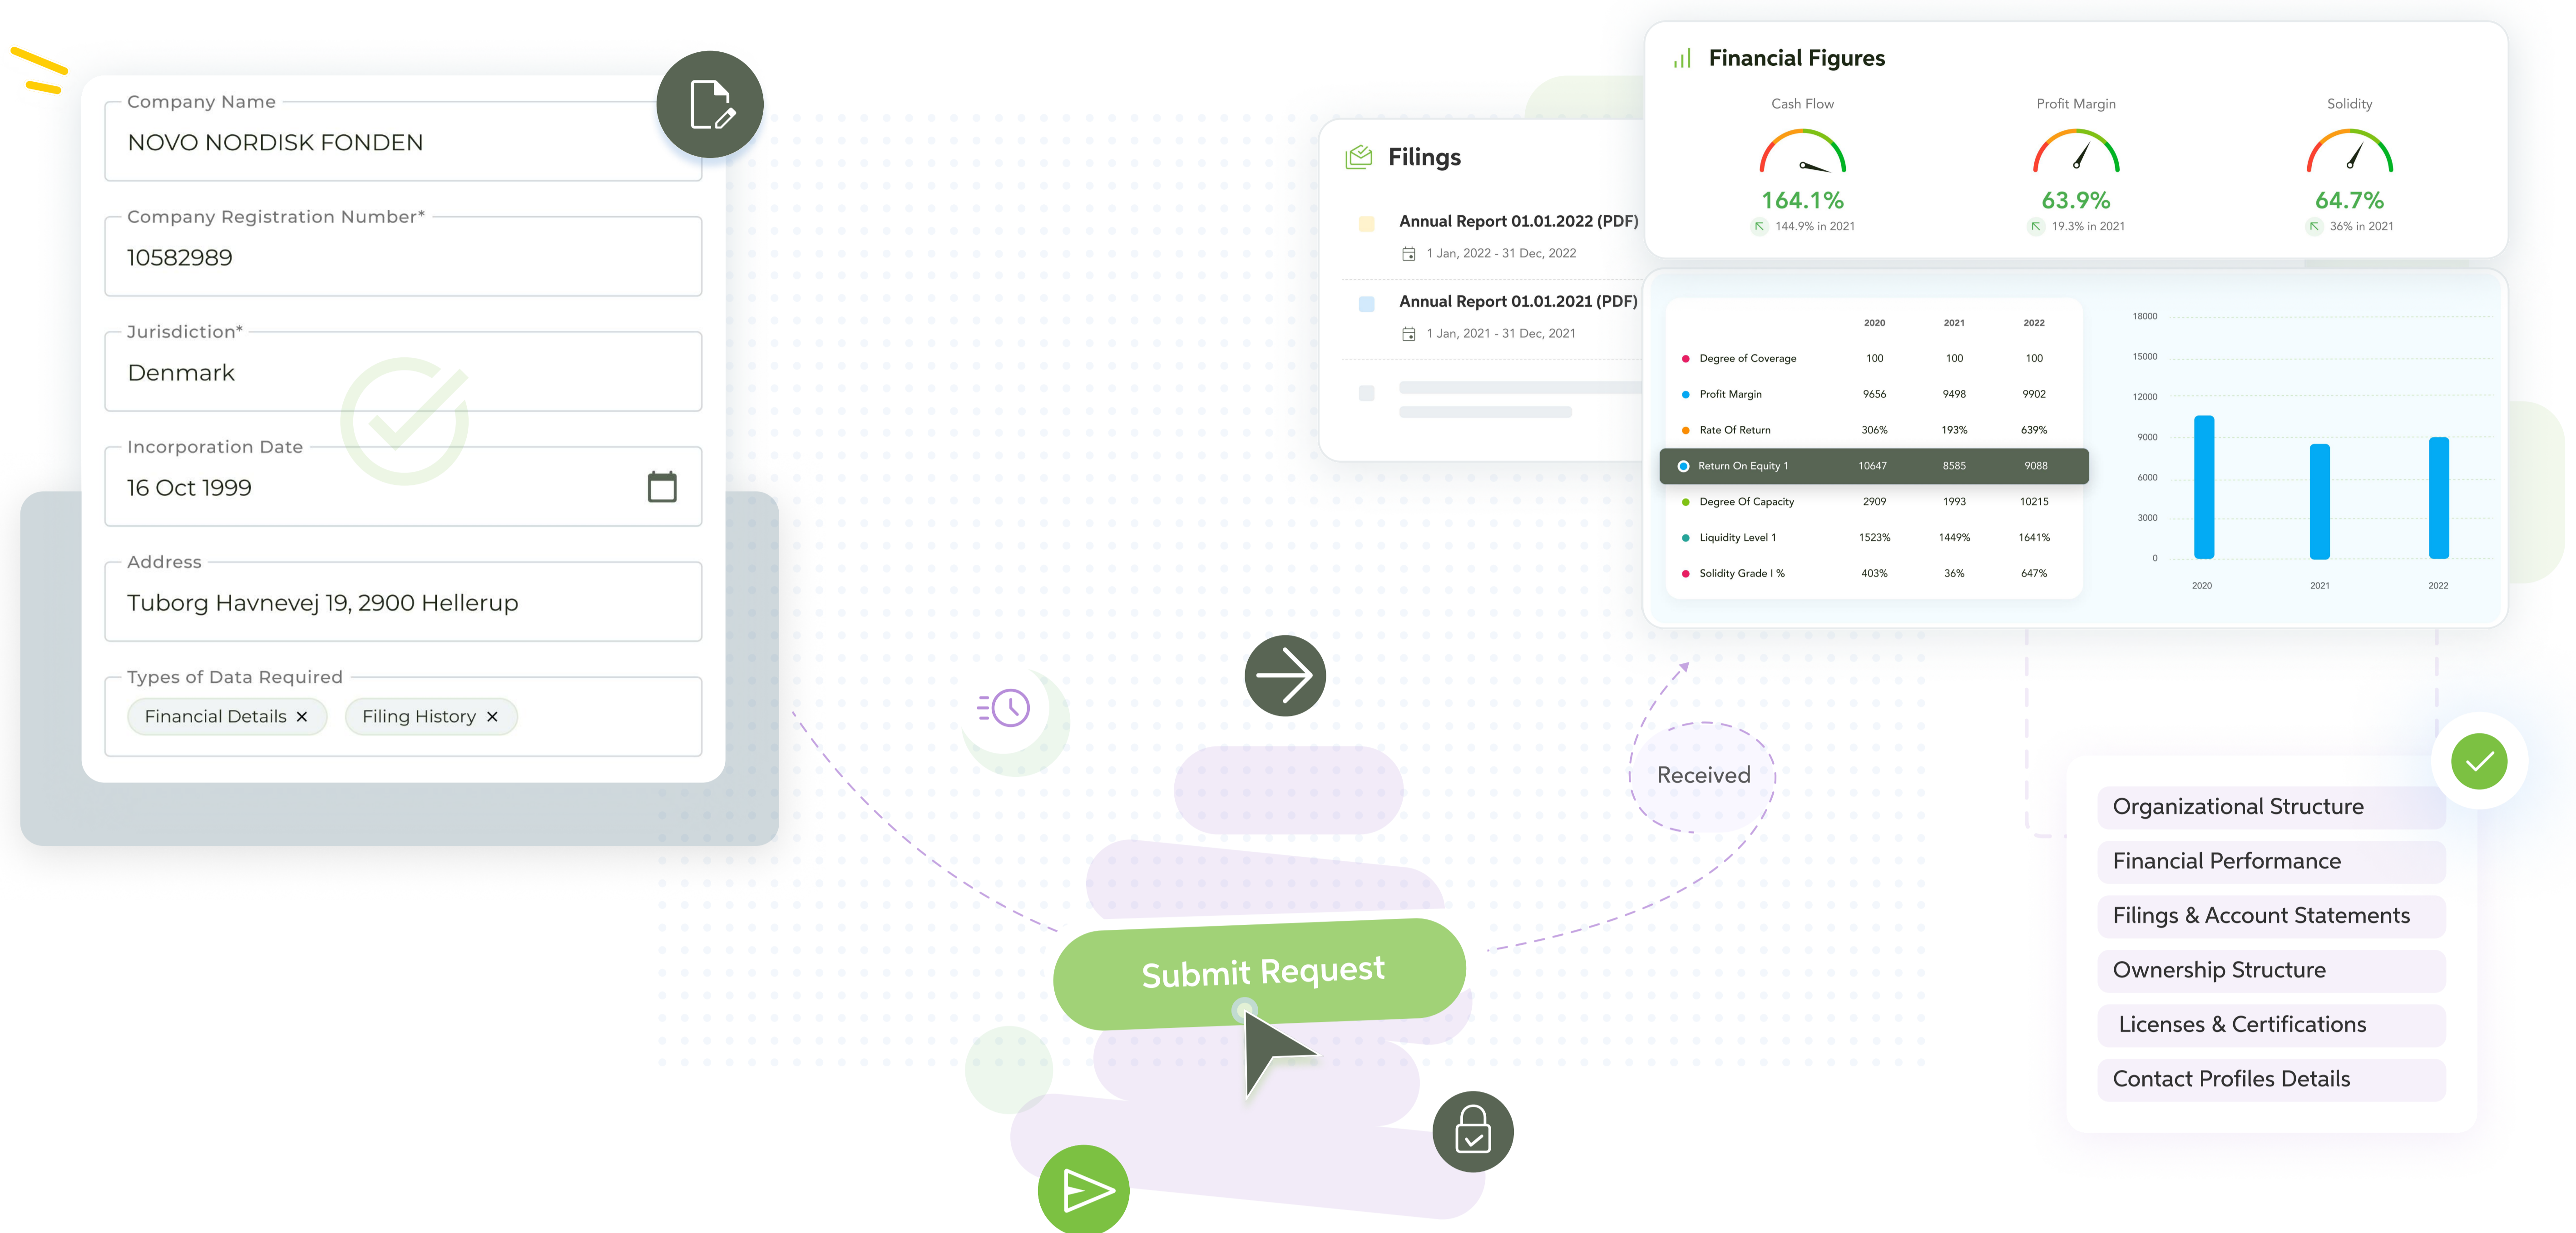 Company Name
NOVO NORDISK FONDEN
Company Registration Number*
10582989
Jurisdiction*
Denmark
Incorporation Date
16 Oct 1999
Address
Tuborg Havnevej 19, 2900 Hellerup
Types of Data Required
Financial Details ×
Filing History ×
Submit Request
Received
Filings
Annual Report 01.01.2022 (PDF)
1 Jan, 2022 - 31 Dec, 2022
Annual Report 01.01.2021 (PDF)
1 Jan, 2021 - 31 Dec, 2021
Financial Figures
Cash Flow
164.1%
144.9% in 2021
Profit Margin
63.9%
19.3% in 2021
Solidity
64.7%
36% in 2021
2020 2021 2022
Degree of Coverage 100 100 100
Profit Margin 9656 9498 9902
Rate Of Return 306% 193% 639%
Return On Equity 1 10647 8585 9088
Degree Of Capacity 2909 1993 10215
Liquidity Level 1 1523% 1449% 1641%
Solidity Grade I % 403% 36% 647%
18000
15000
12000
9000
6000
3000
0
2020 2021 2022
Organizational Structure
Financial Performance
Filings & Account Statements
Ownership Structure
Licenses & Certifications
Contact Profiles Details